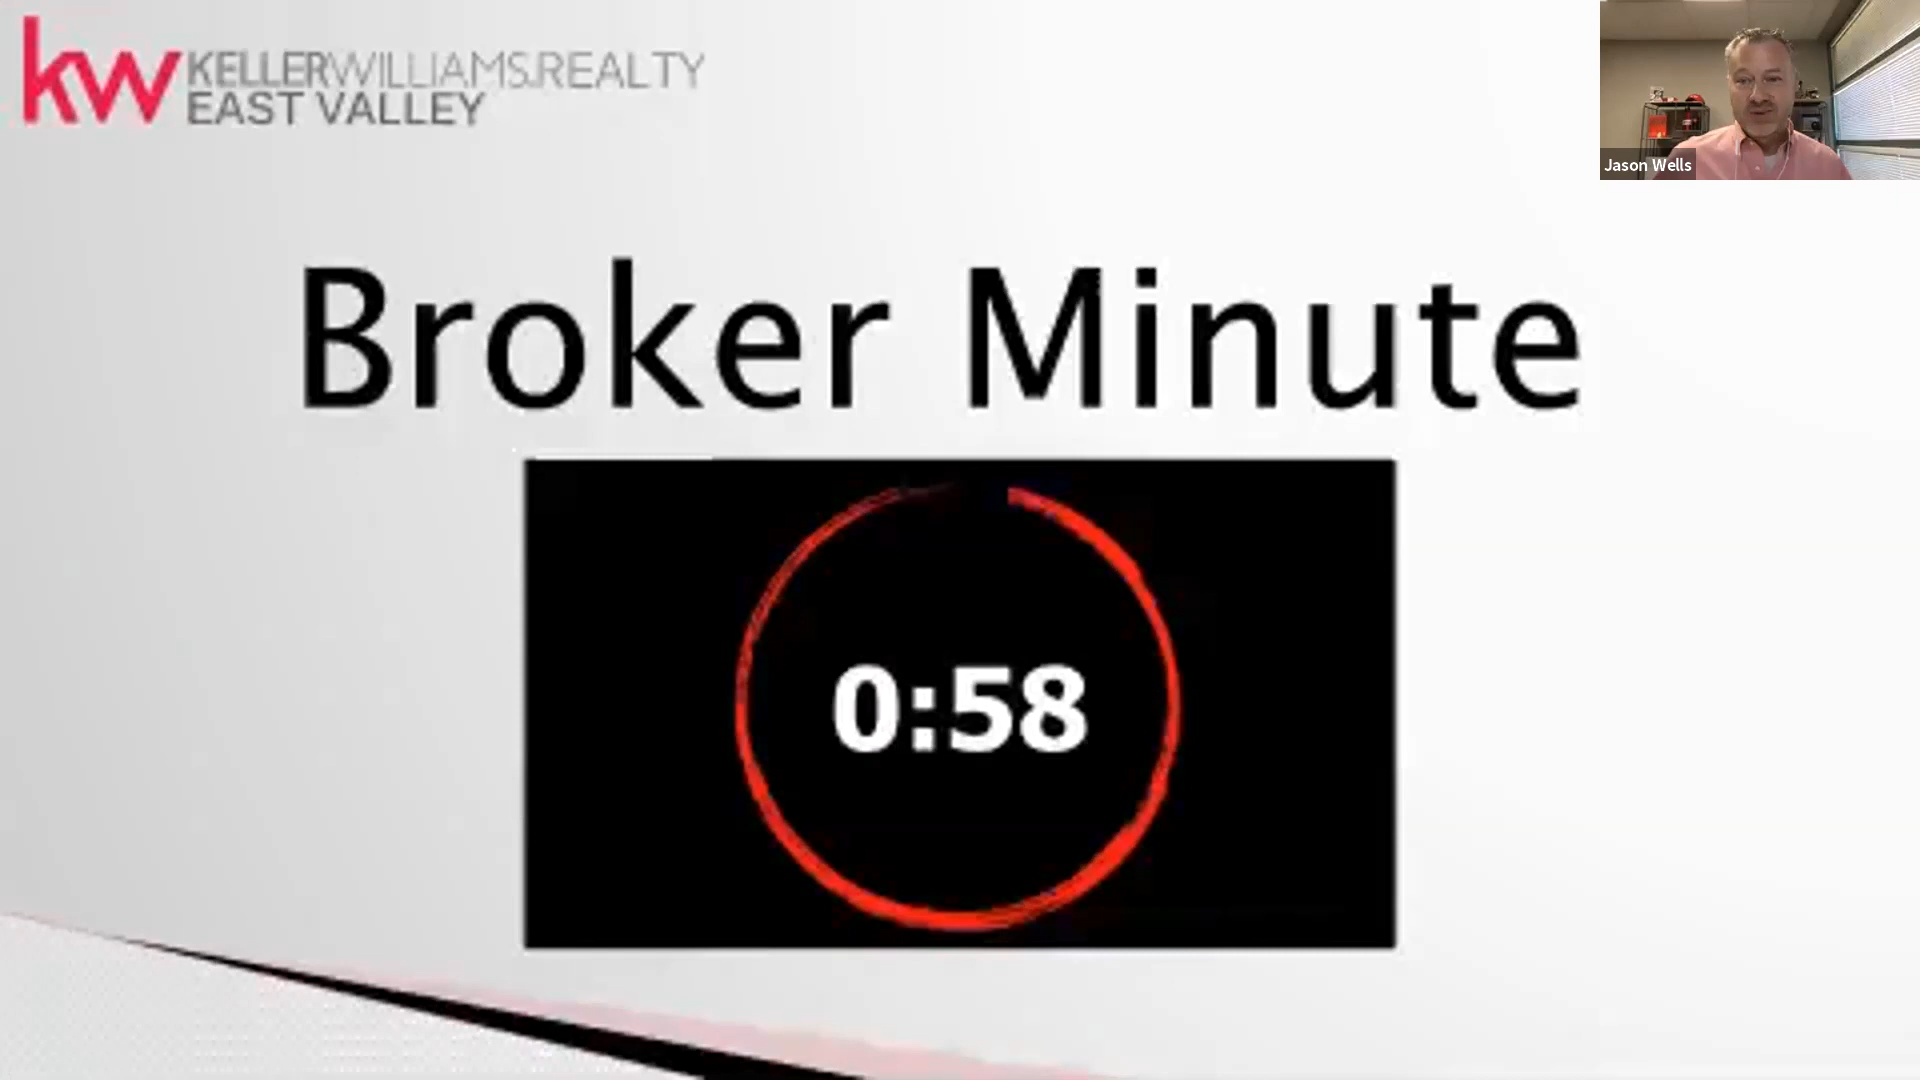 kw KELLERWILLIAMS.REALTY
EAST VALLEY
Jason Wells
Broker Minute
0:58